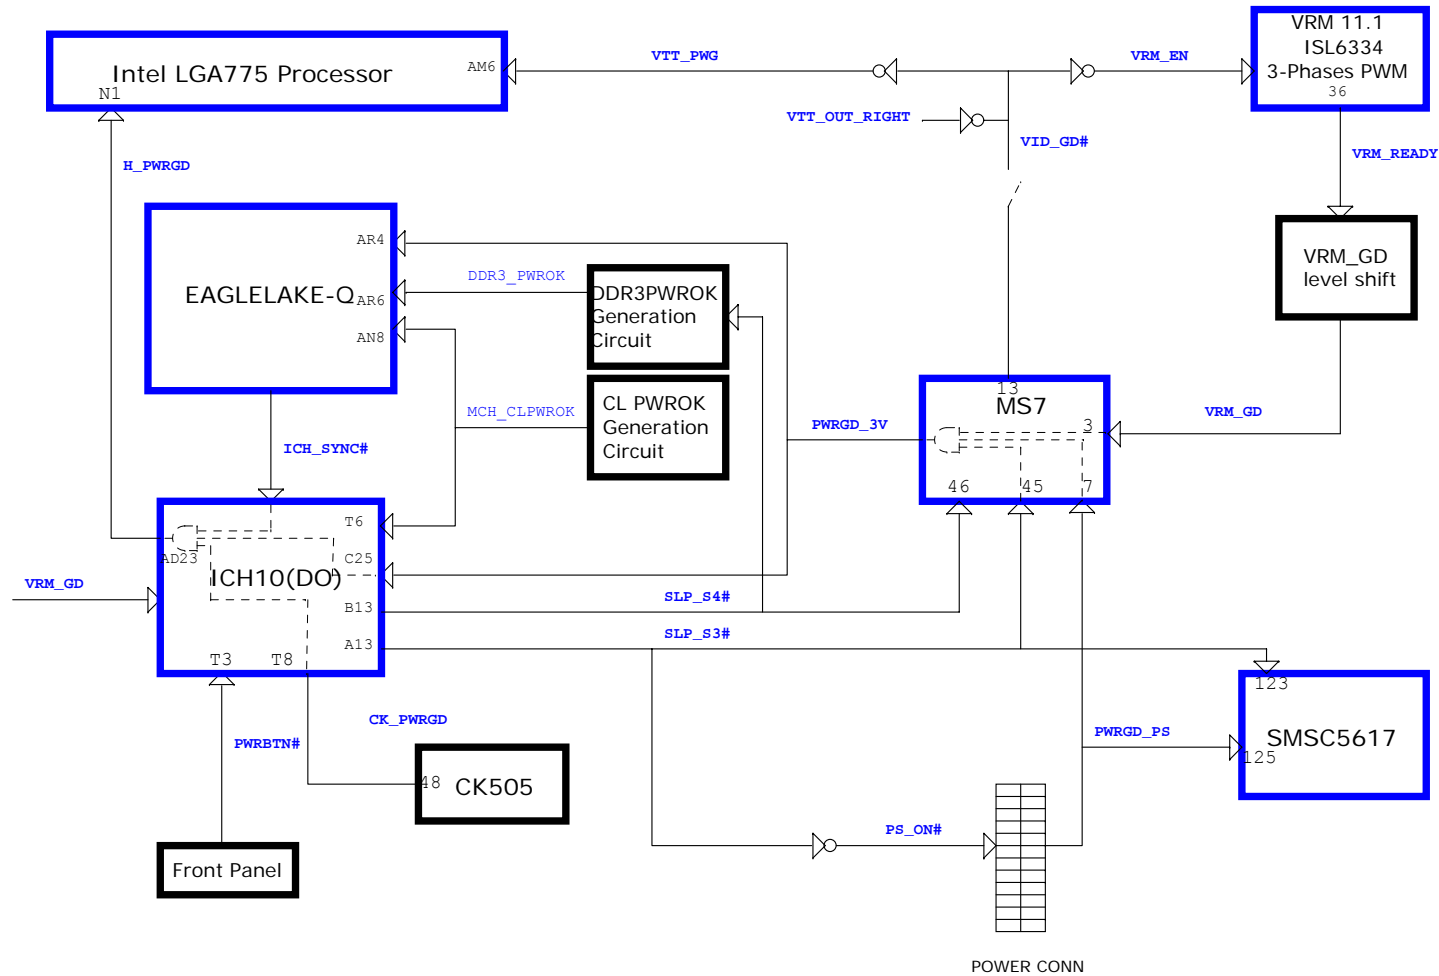 VRM 11.1
ISL6334
3-Phases PWM
36
VTT_PWG
VRM_EN
Intel LGA775 Processor
AM6
N1
VTT_OUT_RIGHT
VID_GD#
VRM_READY
H_PWRGD
AR4
DDR3_PWROK
EAGLELAKE-Q
AR6
AN8
DDR3PWROK
Generation
Circuit
VRM_GD
level shift
MCH_CLPWROK
CL PWROK
Generation
Circuit
13
MS7
3
46
45
7
PWRGD_3V
VRM_GD
ICH_SYNC#
T6
AD23
C25
ICH10(DO)
VRM_GD
B13
SLP_S4#
A13
SLP_S3#
T3
T8
123
SMSC5617
125
CK_PWRGD
PWRBTN#
PWRGD_PS
48
CK505
PS_ON#
Front Panel
POWER CONN